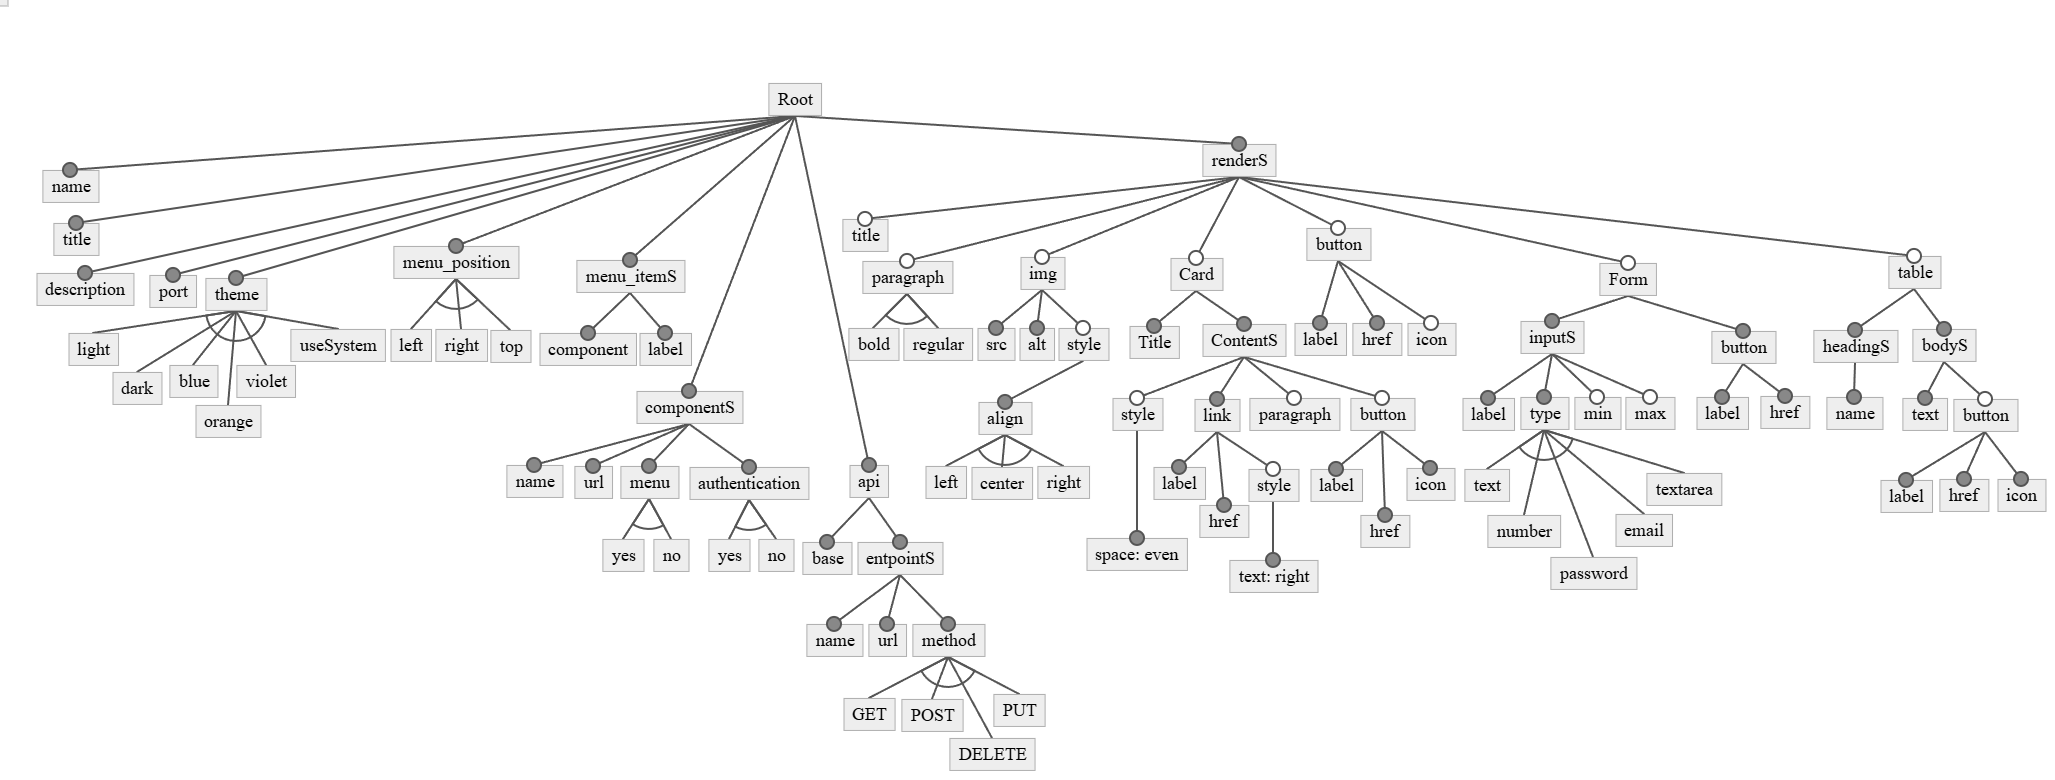 Root
renderS
name
title
description
port
theme
menu_position
menu_itemS
title
paragraph
img
Card
button
Form
table
light
dark
blue
orange
violet
useSystem
left
right
top
component
label
componentS
bold
regular
src
alt
style
Title
ContentS
label
href
icon
inputS
button
headingS
bodyS
align
style
link
paragraph
button
label
type
min
max
label
href
name
text
button
name
url
menu
authentication
api
left
center
right
label
href
style
label
href
icon
text
number
password
email
textarea
label
href
icon
yes
no
yes
no
base
entpointS
space: even
text: right
name
url
method
GET
POST
DELETE
PUT